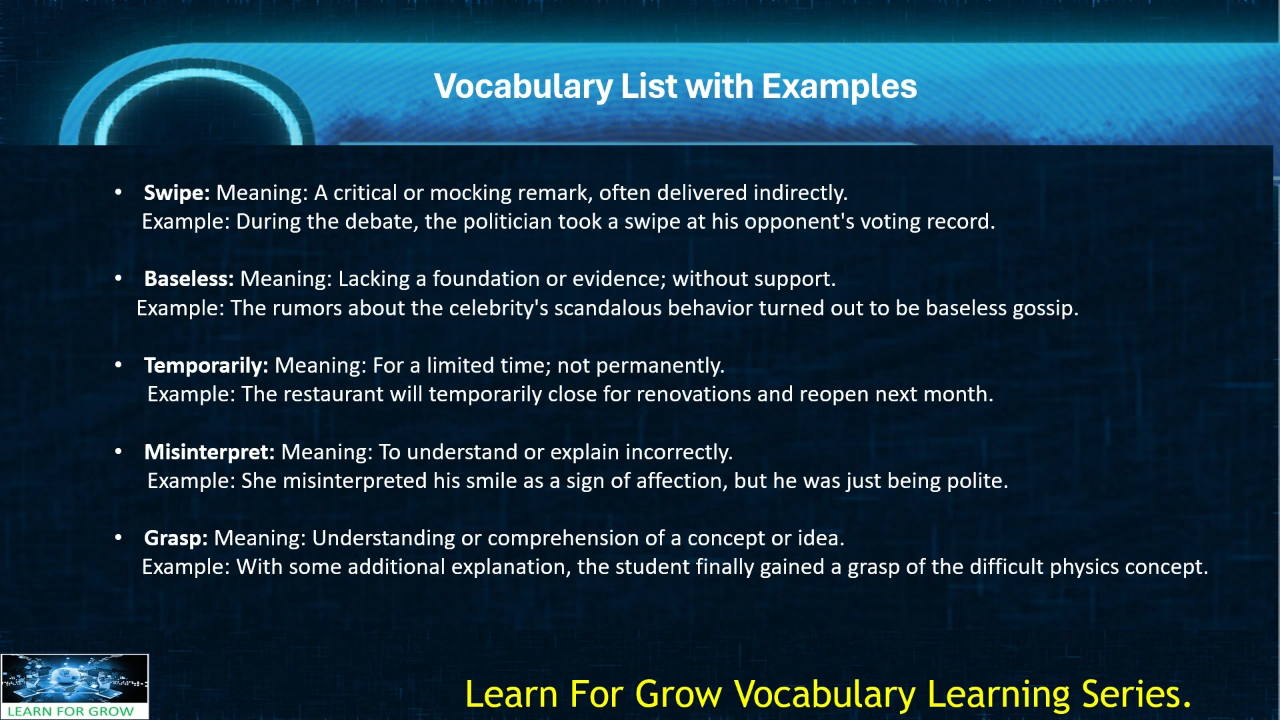 Vocabulary List with Examples
• Swipe: Meaning: A critical or mocking remark, often delivered indirectly.
Example: During the debate, the politician took a swipe at his opponent's voting record.
• Baseless: Meaning: Lacking a foundation or evidence; without support.
Example: The rumors about the celebrity's scandalous behavior turned out to be baseless gossip.
• Temporarily: Meaning: For a limited time; not permanently.
Example: The restaurant will temporarily close for renovations and reopen next month.
• Misinterpret: Meaning: To understand or explain incorrectly.
Example: She misinterpreted his smile as a sign of affection, but he was just being polite.
• Grasp: Meaning: Understanding or comprehension of a concept or idea.
Example: With some additional explanation, the student finally gained a grasp of the difficult physics concept.
LEARN FOR GROW
Learn For Grow Vocabulary Learning Series.